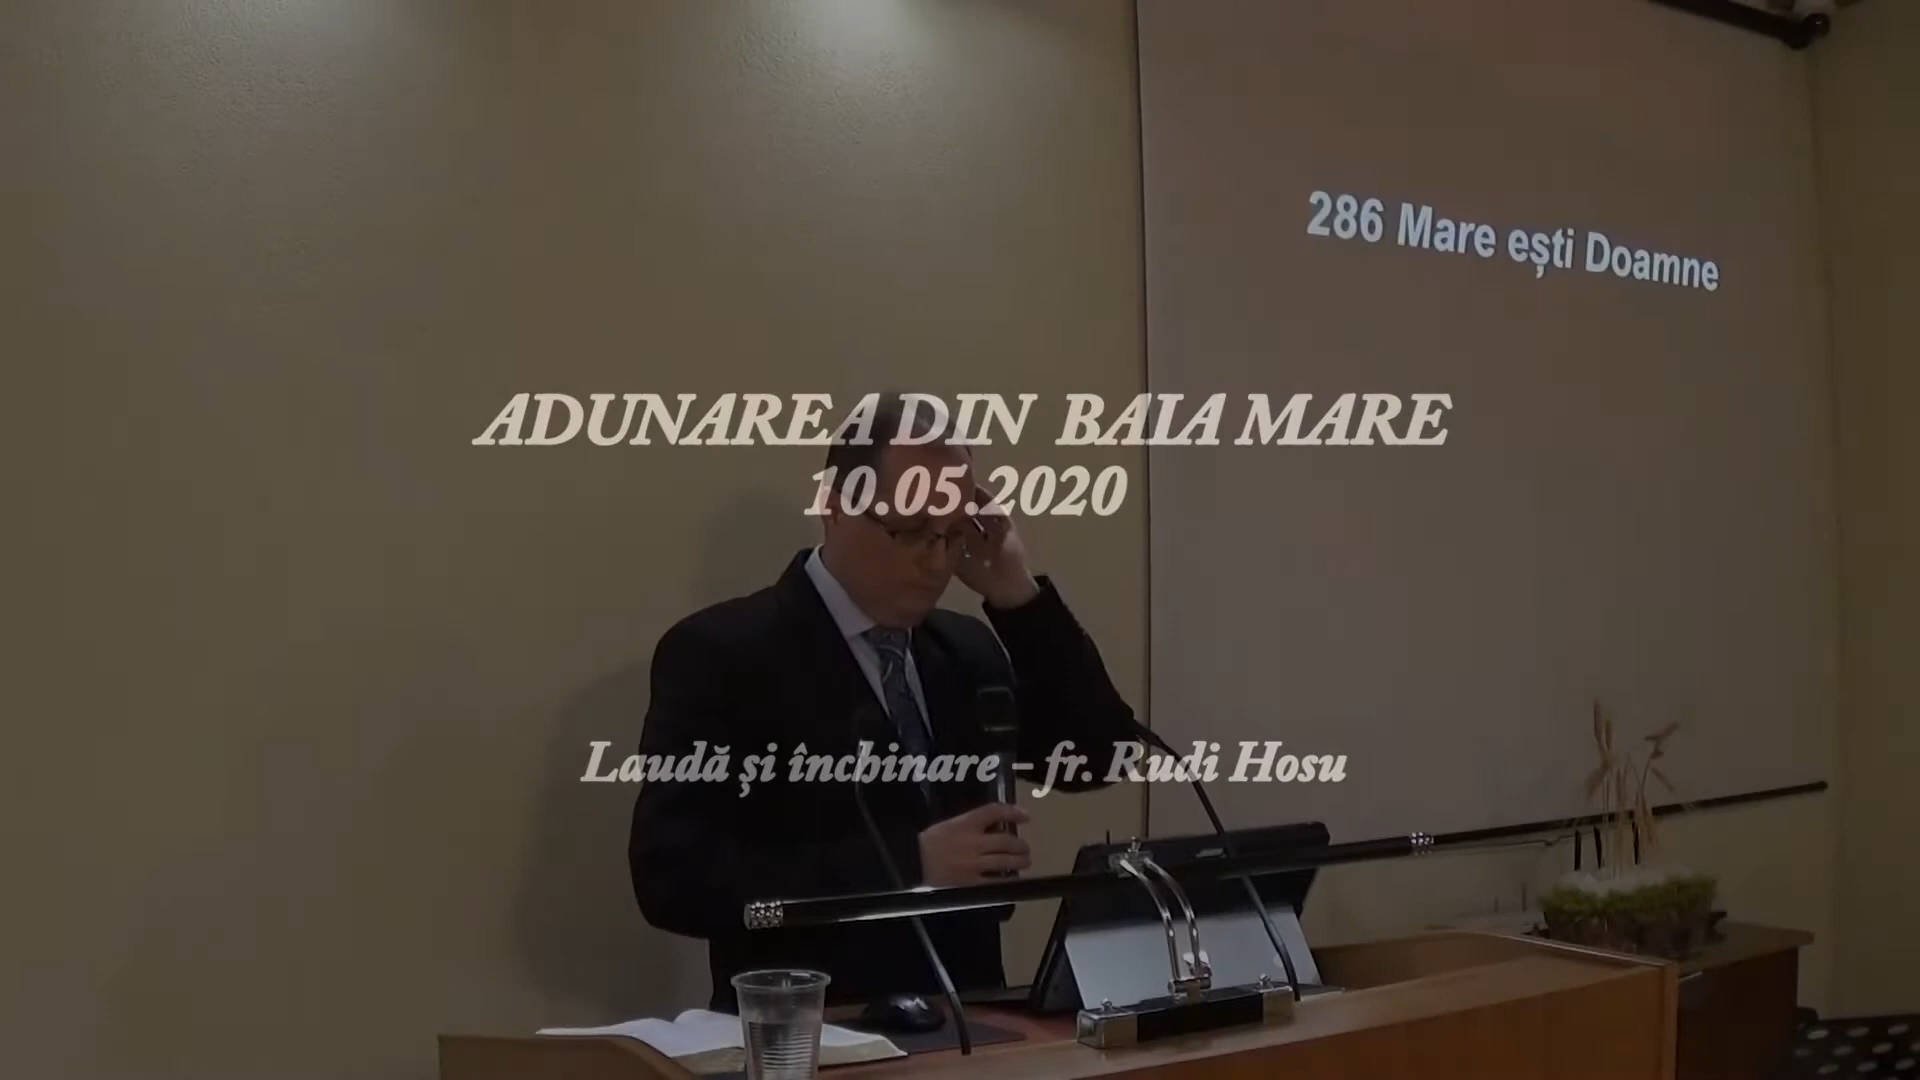 286 Mare ești Doamne
ADUNAREA DIN BAIA MARE
10.05.2020
Laudă și închinare - fr. Rudi Hosu